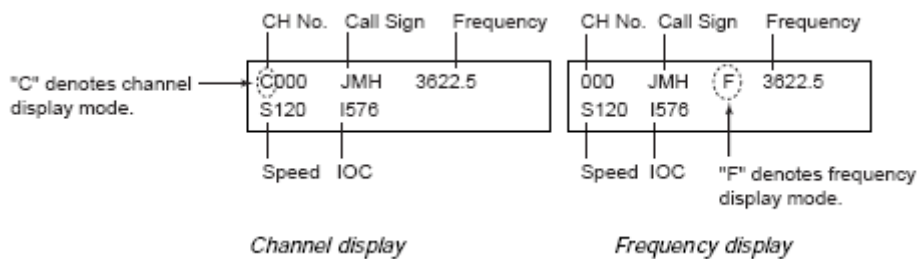 CH No. Call Sign Frequency
"C" denotes channel
display mode.
C000 JMH 3622.5
S120 I576
Speed IOC
Channel display
CH No. Call Sign Frequency
000 JMH F 3622.5
S120 I576
Speed IOC
"F" denotes frequency
display mode.
Frequency display